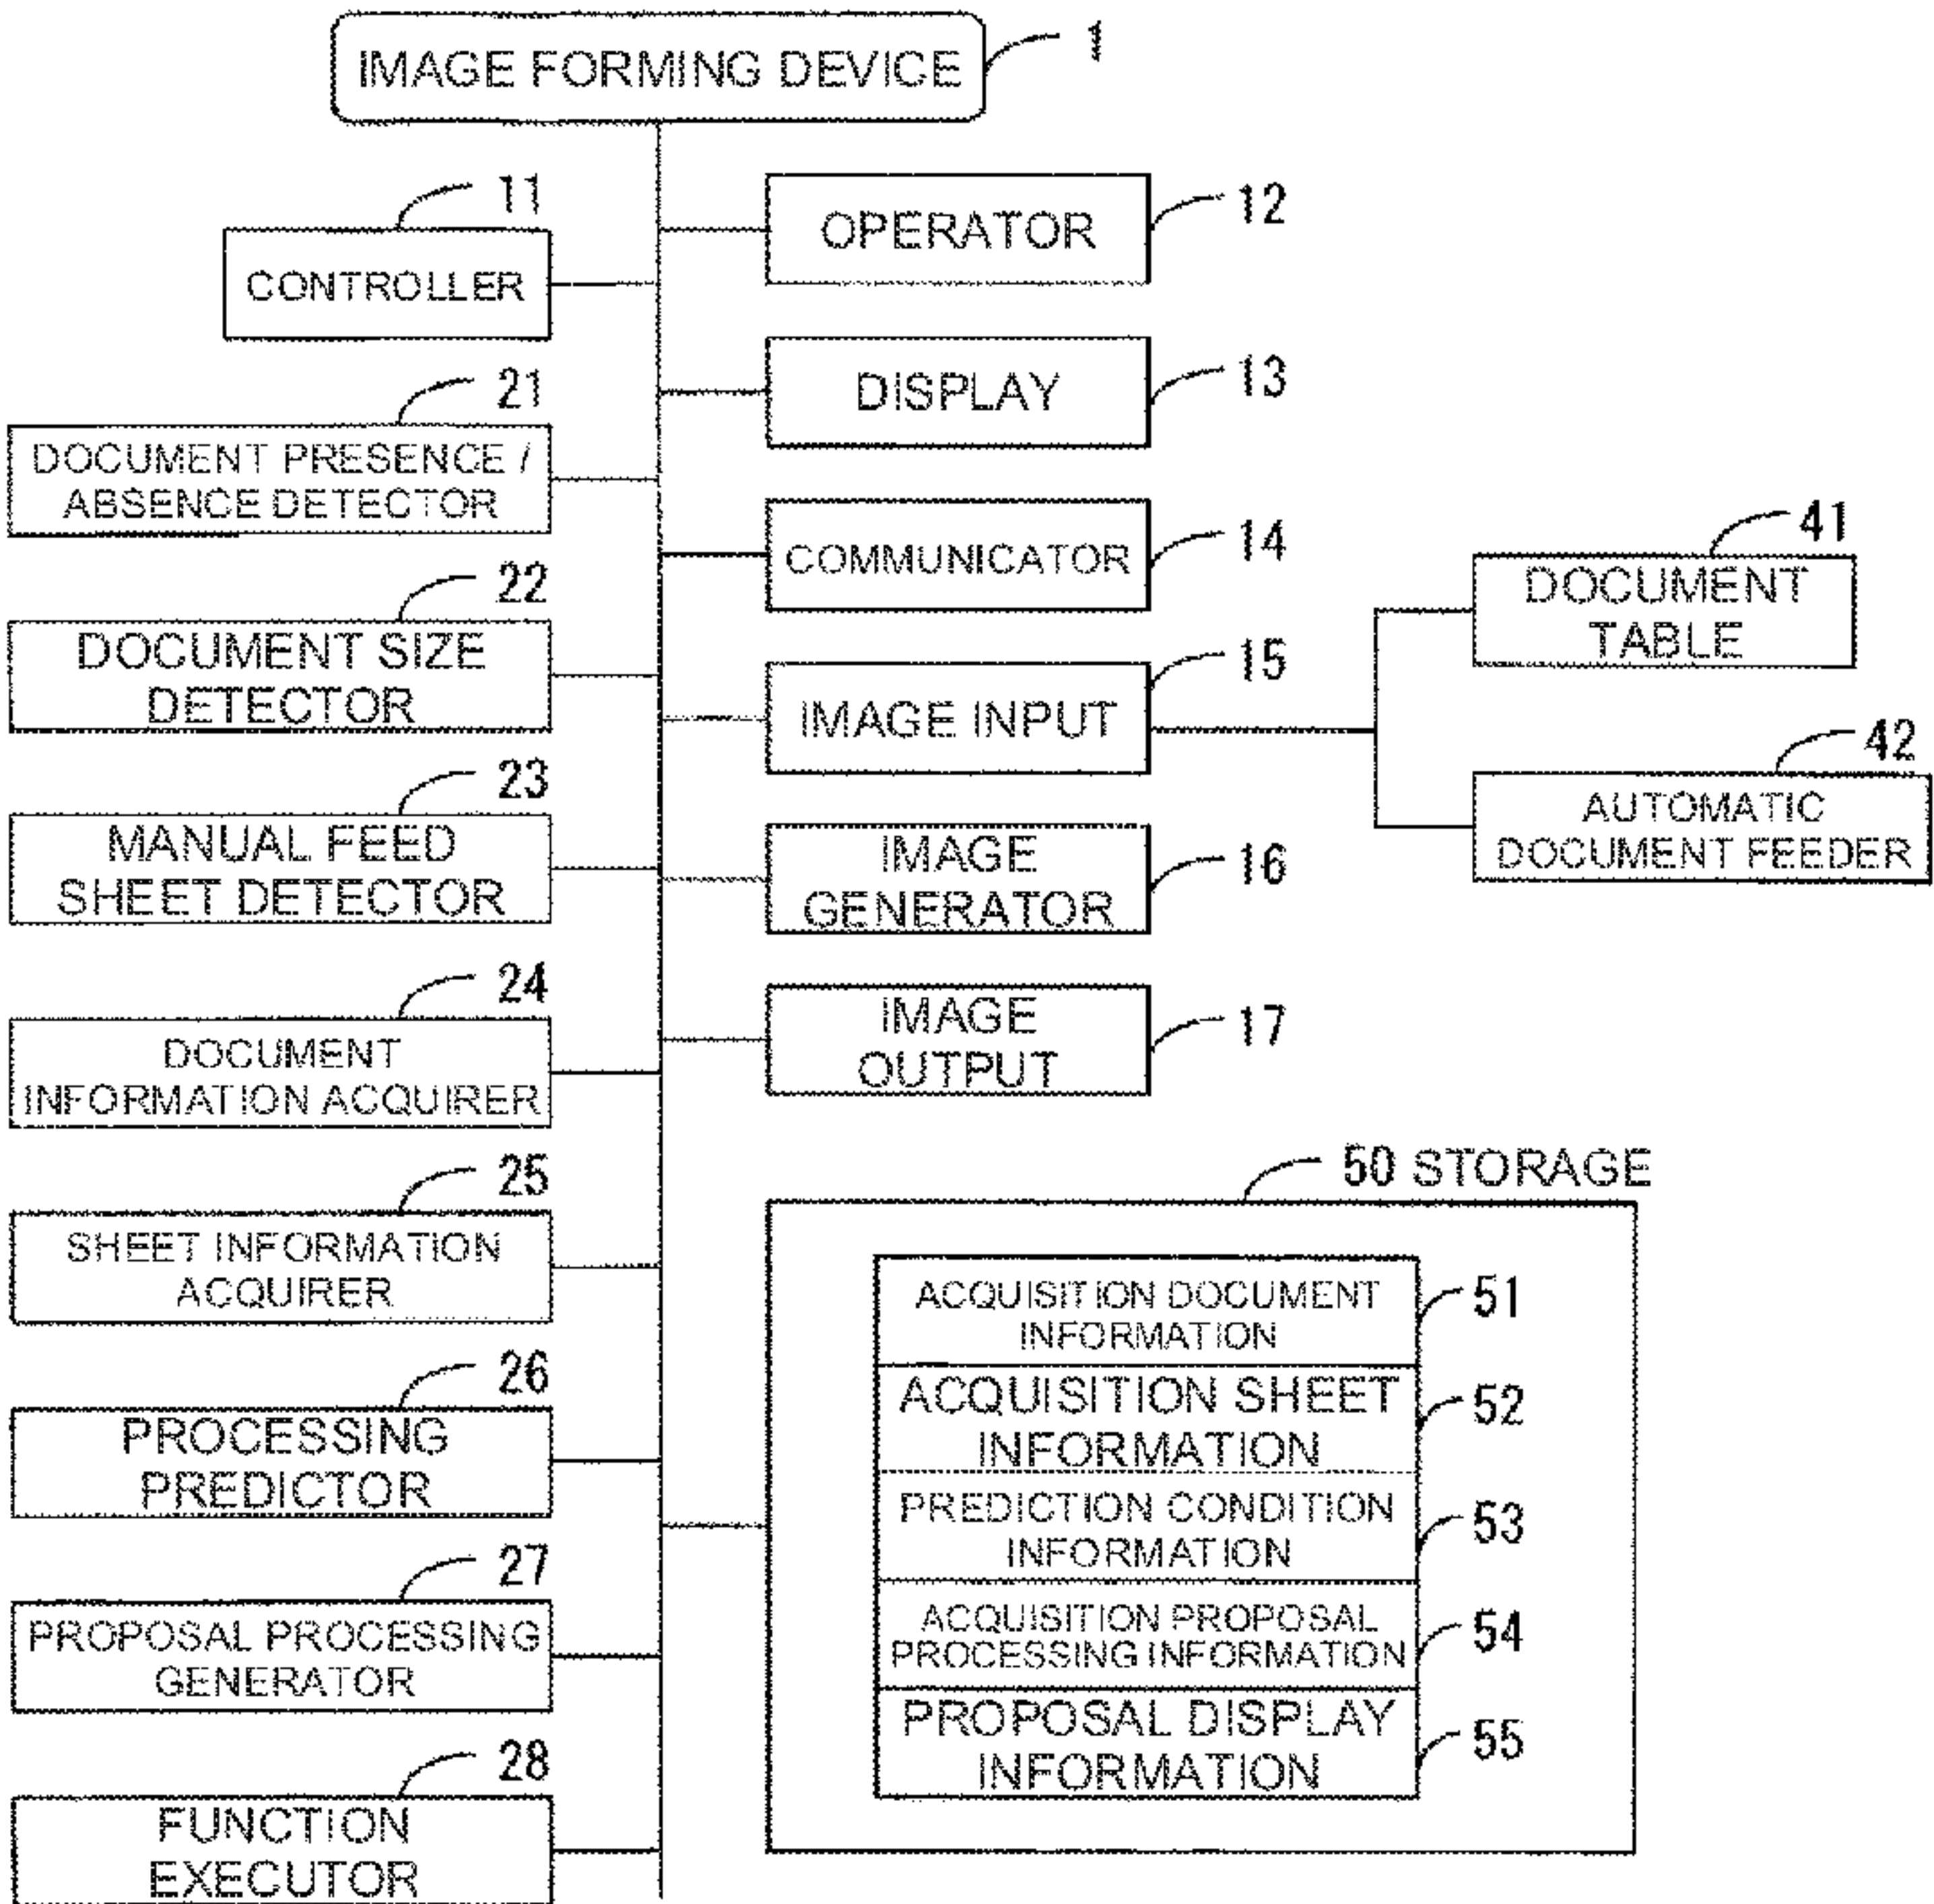 IMAGE FORMING DEVICE
1
11
CONTROLLER
12
OPERATOR
13
DISPLAY
21
DOCUMENT PRESENCE /
ABSENCE DETECTOR
14
COMMUNICATOR
41
DOCUMENT
TABLE
22
DOCUMENT SIZE
DETECTOR
15
IMAGE INPUT
42
AUTOMATIC
DOCUMENT FEEDER
23
MANUAL FEED
SHEET DETECTOR
16
IMAGE
GENERATOR
24
DOCUMENT
INFORMATION ACQUIRER
17
IMAGE
OUTPUT
25
SHEET INFORMATION
ACQUIRER
50 STORAGE
ACQUISITION DOCUMENT
INFORMATION
51
ACQUISITION SHEET
INFORMATION
52
PREDICTION CONDITION
INFORMATION
53
ACQUISITION PROPOSAL
PROCESSING INFORMATION
54
PROPOSAL DISPLAY
INFORMATION
55
26
PROCESSING
PREDICTOR
27
PROPOSAL PROCESSING
GENERATOR
28
FUNCTION
EXECUTOR